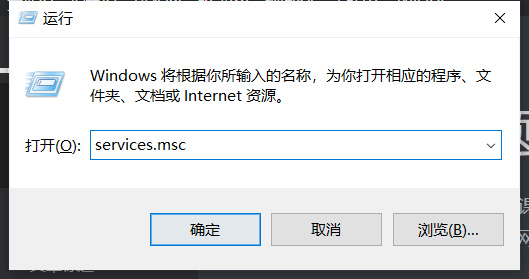 运行
Windows 将根据你所输入的名称，为你打开相应的程序、文
件夹、文档或 Internet 资源。
打开(O):
services.msc
确定
取消
浏览(B)...